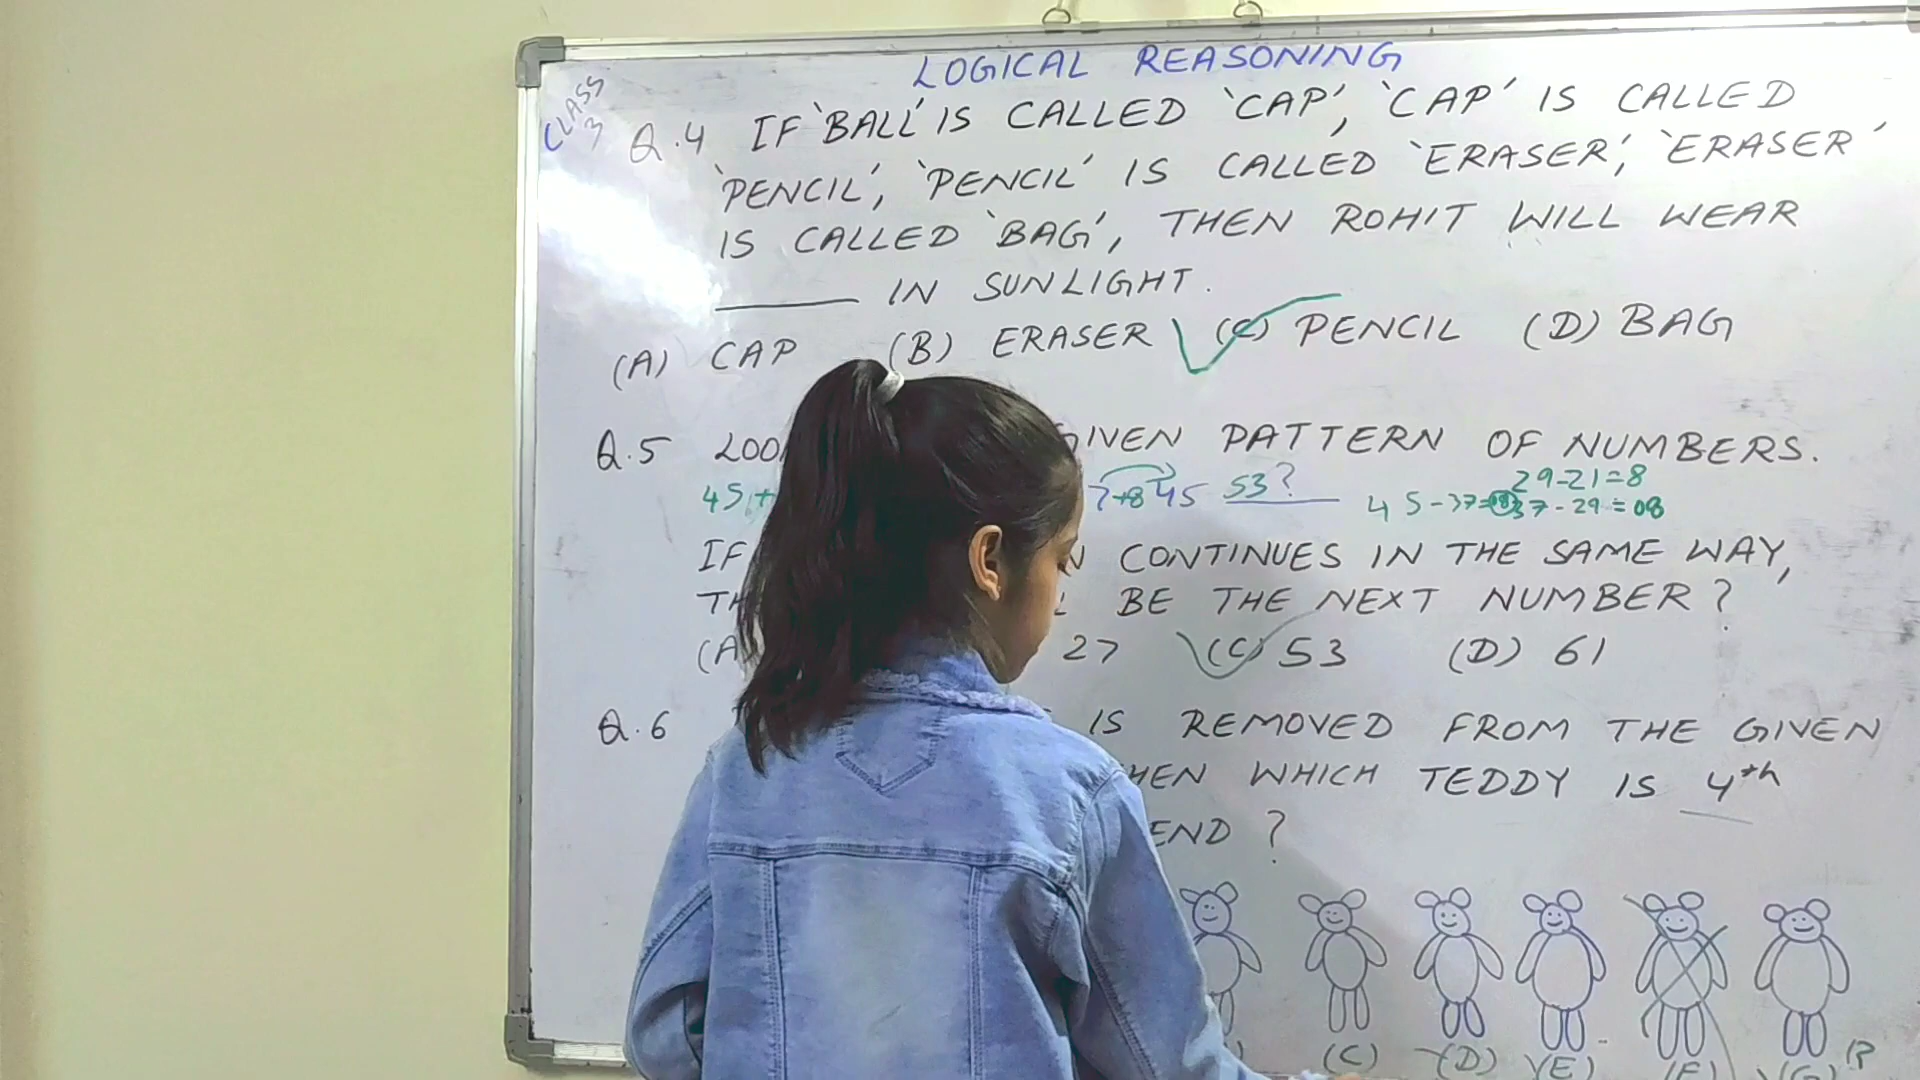 LOGICAL REASONING
CLASS 3
Q.4 IF 'BALL' IS CALLED 'CAP', 'CAP' IS CALLED
'PENCIL', 'PENCIL' IS CALLED 'ERASER', 'ERASER'
IS CALLED 'BAG', THEN ROHIT WILL WEAR
______ IN SUNLIGHT.
(A) CAP (B) ERASER (C) PENCIL (D) BAG
Q.5 LOO GIVEN PATTERN OF NUMBERS.
29-21=8
45+ 7+8 45 53? 45-37=08 37-29=08
IF N CONTINUES IN THE SAME WAY,
TH BE THE NEXT NUMBER?
(A 27 (C) 53 (D) 61
Q.6 IS REMOVED FROM THE GIVEN
HEN WHICH TEDDY IS 4th
END?
(C) (D) (E) (F) (G) R